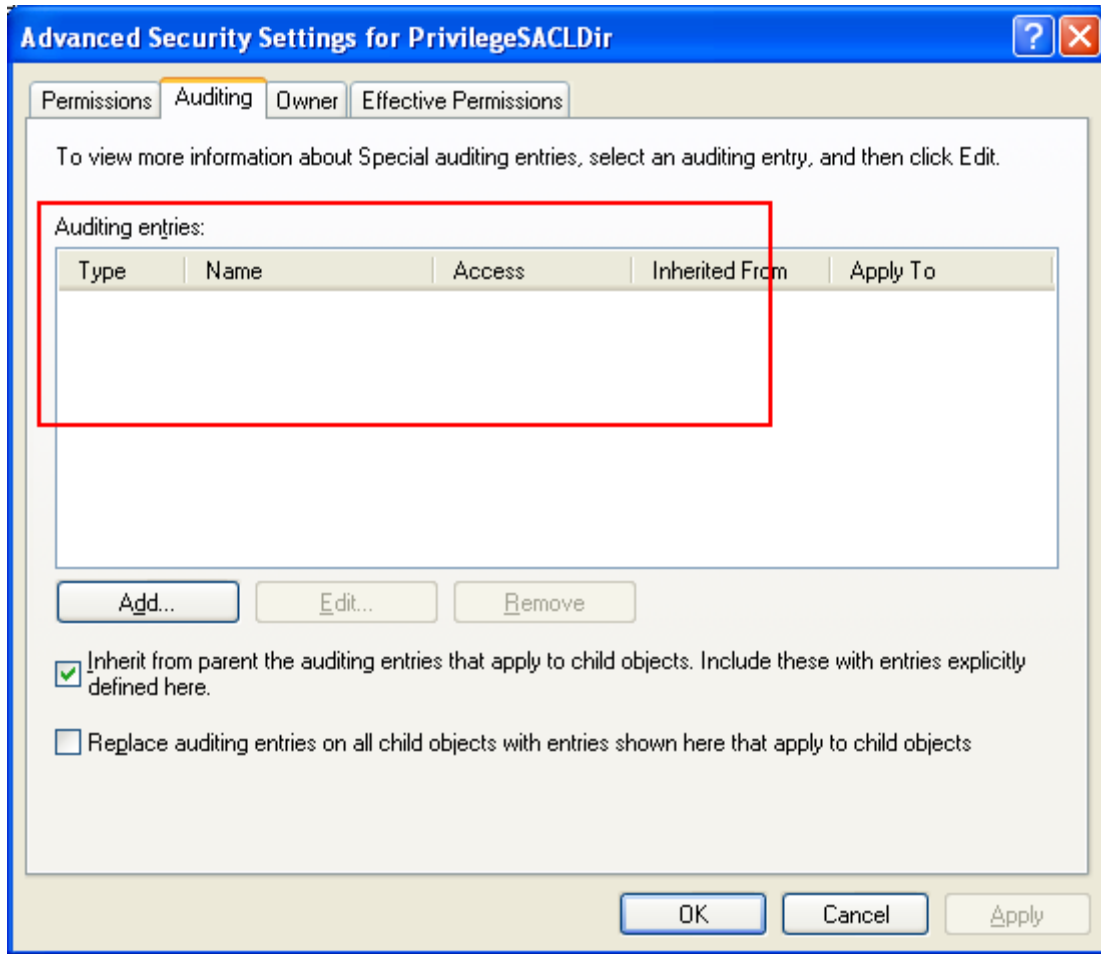 Advanced Security Settings for PrivilegeSACLDir
Permissions Auditing Owner Effective Permissions
To view more information about Special auditing entries, select an auditing entry, and then click Edit.
Auditing entries:
Type Name Access Inherited From Apply To
Add... Edit... Remove
Inherit from parent the auditing entries that apply to child objects. Include these with entries explicitly
defined here.
Replace auditing entries on all child objects with entries shown here that apply to child objects
OK Cancel Apply